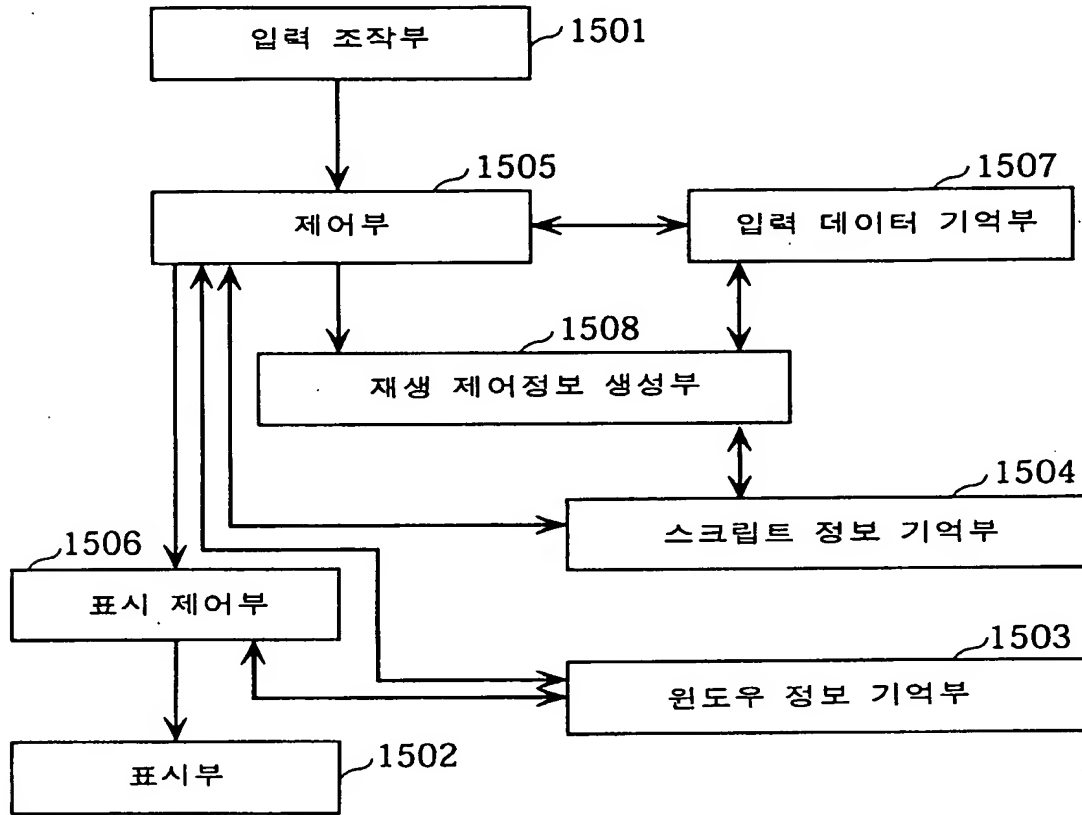 입력 조작부
1501
1505
제어부
1507
입력 데이터 기억부
1508
재생 제어정보 생성부
1504
스크립트 정보 기억부
1506
표시 제어부
1503
윈도우 정보 기억부
표시부
1502